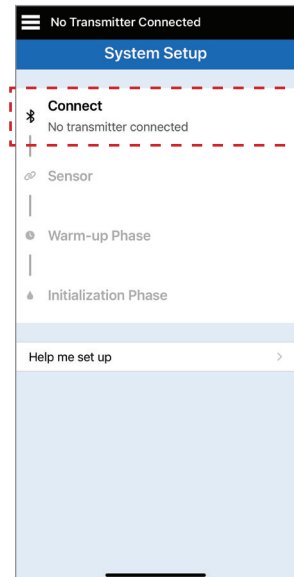 No Transmitter Connected
System Setup
Connect
No transmitter connected
Sensor
Warm-up Phase
Initialization Phase
Help me set up